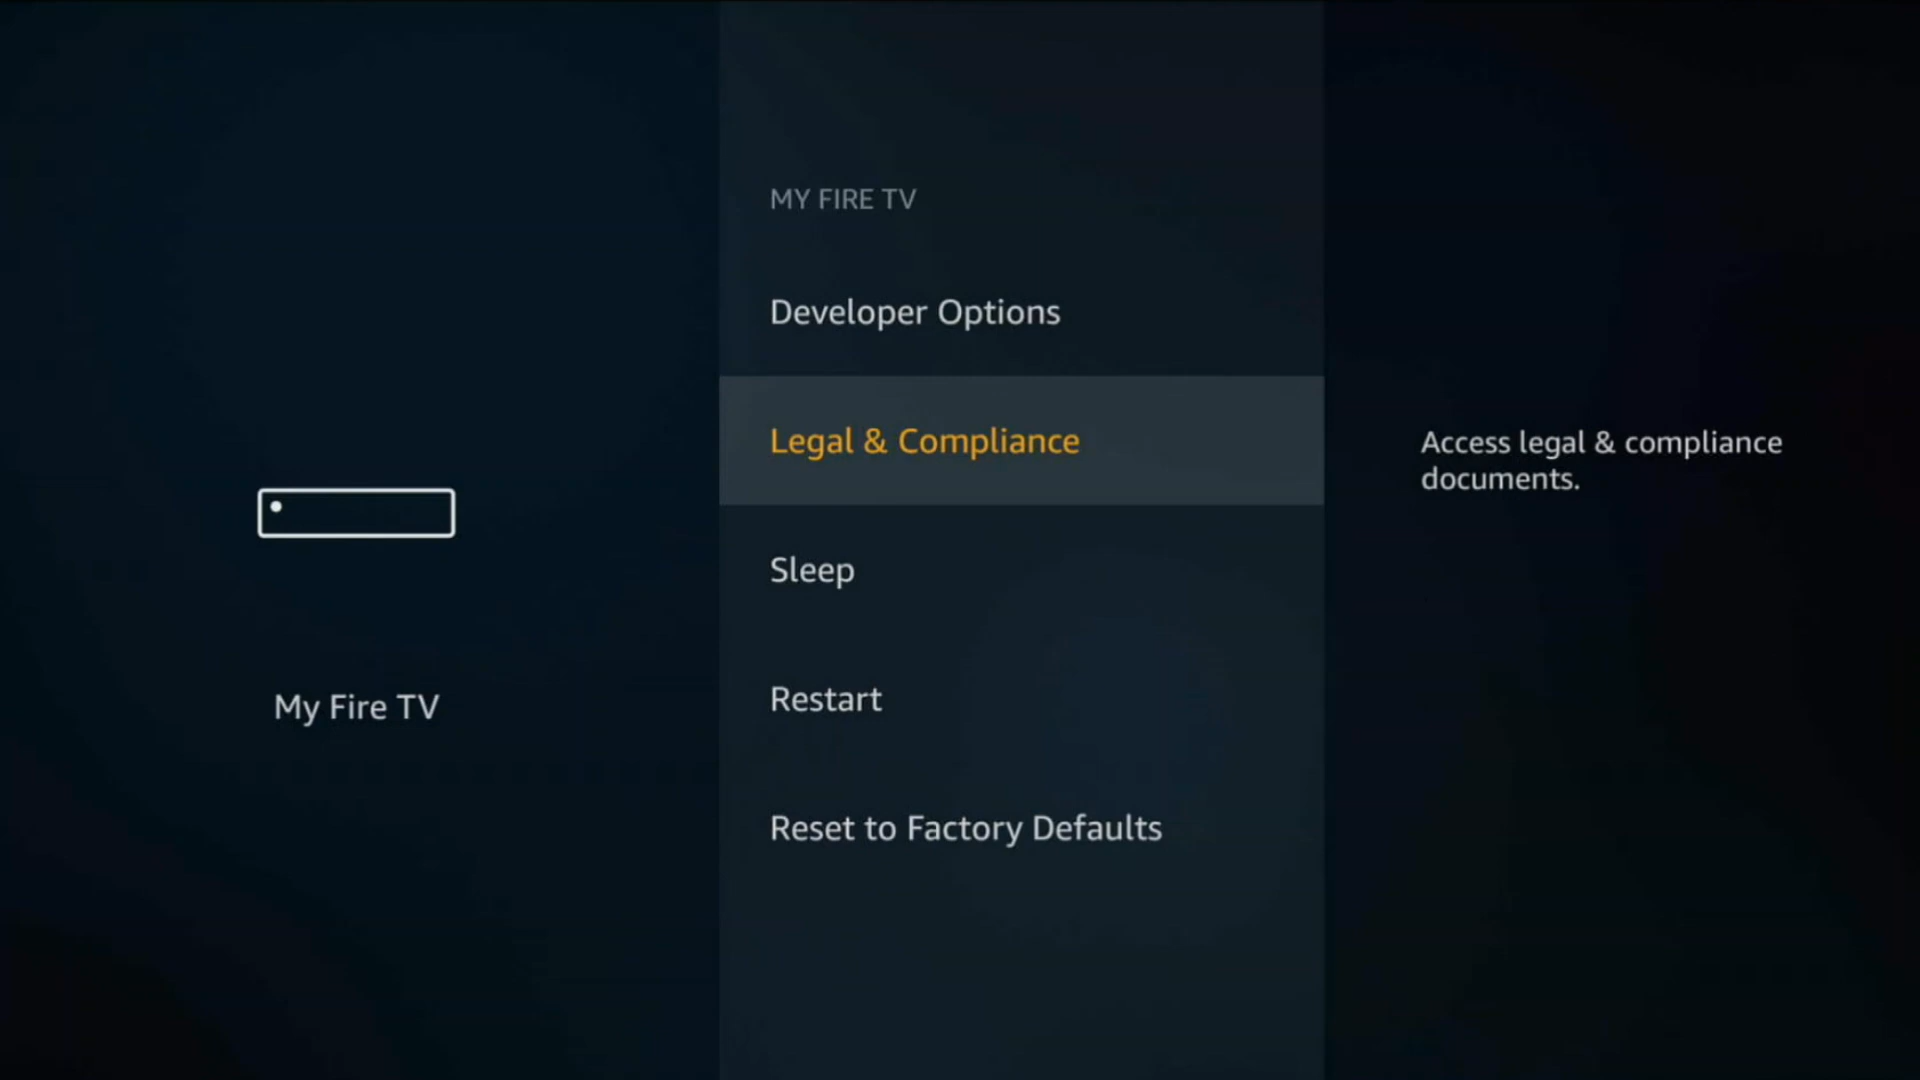 MY FIRE TV
Developer Options
Legal & Compliance
Sleep
Restart
Reset to Factory Defaults
My Fire TV
Access legal & compliance
documents.